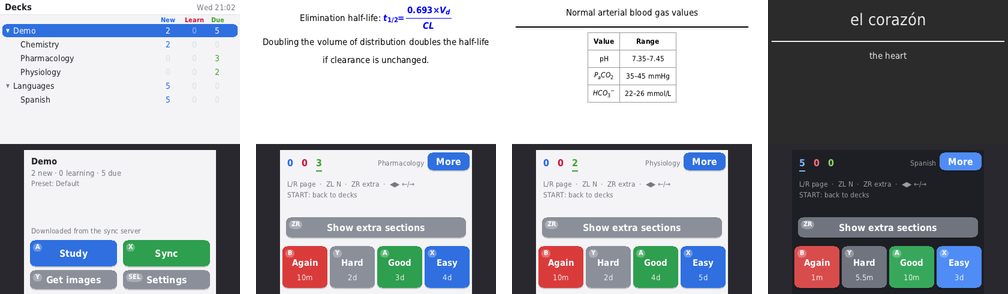 Decks Wed 21:02
New Learn Due
Demo 2 0 5
Chemistry 2 0 0
Pharmacology 0 0 3
Physiology 0 0 2
Languages 5 0 0
Spanish 5 0 0
Demo
2 new · 0 learning · 5 due
Preset: Default
Downloaded from the sync server
A Study X Sync
Y Get images SEL Settings
Elimination half-life: t1/2= 0.693×Vd
CL
Doubling the volume of distribution doubles the half-life
if clearance is unchanged.
0 0 3 Pharmacology More
L/R page · ZL N · ZR extra · ◀▶ ←/→
START: back to decks
ZR Show extra sections
B Again Y Hard A Good X Easy
10m 2d 3d 4d
Normal arterial blood gas values
Value Range
pH 7.35–7.45
PaCO2 35–45 mmHg
HCO3− 22–26 mmol/L
0 0 2 Physiology More
L/R page · ZL N · ZR extra · ◀▶ ←/→
START: back to decks
ZR Show extra sections
B Again Y Hard A Good X Easy
10m 2d 4d 5d
el corazón
the heart
5 0 0 Spanish More
L/R page · ZL N · ZR extra · ◀▶ ←/→
START: back to decks
ZR Show extra sections
B Again Y Hard A Good X Easy
1m 5.5m 10m 3d